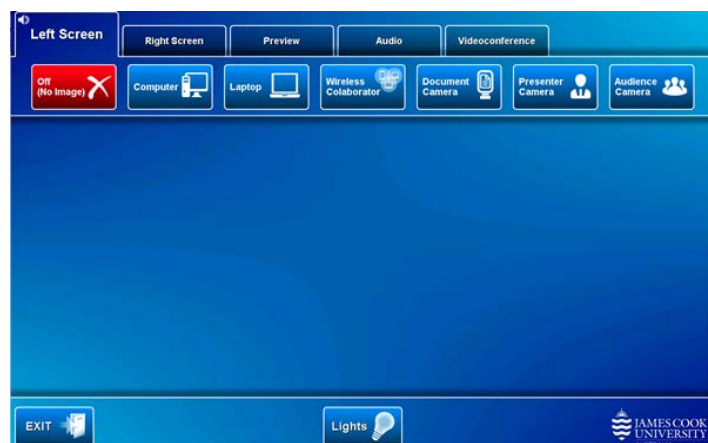 Left Screen
Right Screen
Preview
Audio
Videoconference
Off
(No Image)
Computer
Laptop
Wireless
Colaborator
Document
Camera
Presenter
Camera
Audience
Camera
EXIT
Lights
JAMES COOK
UNIVERSITY